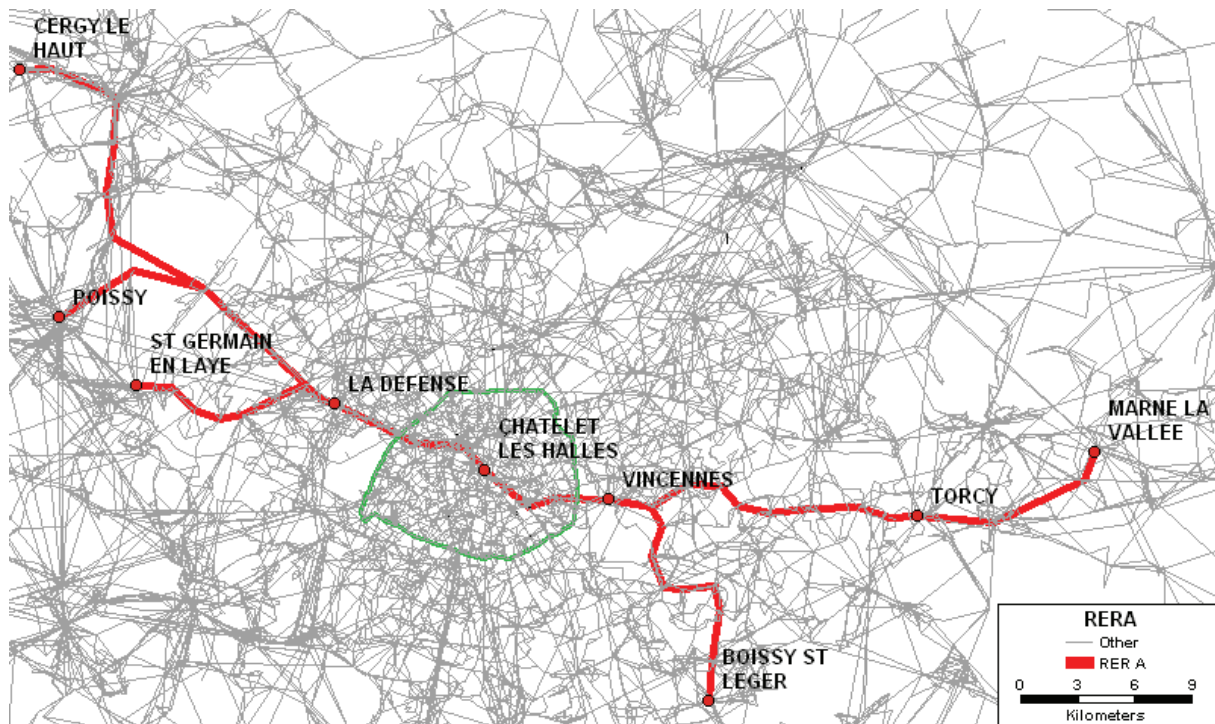 CERGY LE
HAUT
POISSY
ST GERMAIN
EN LAYE
LA DEFENSE
CHATELET
LES HALLES
VINCENNES
MARNE LA
VALLEE
TORCY
BOISSY ST
LEGER
RERA
Other
RER A
0 3 6 9
Kilometers